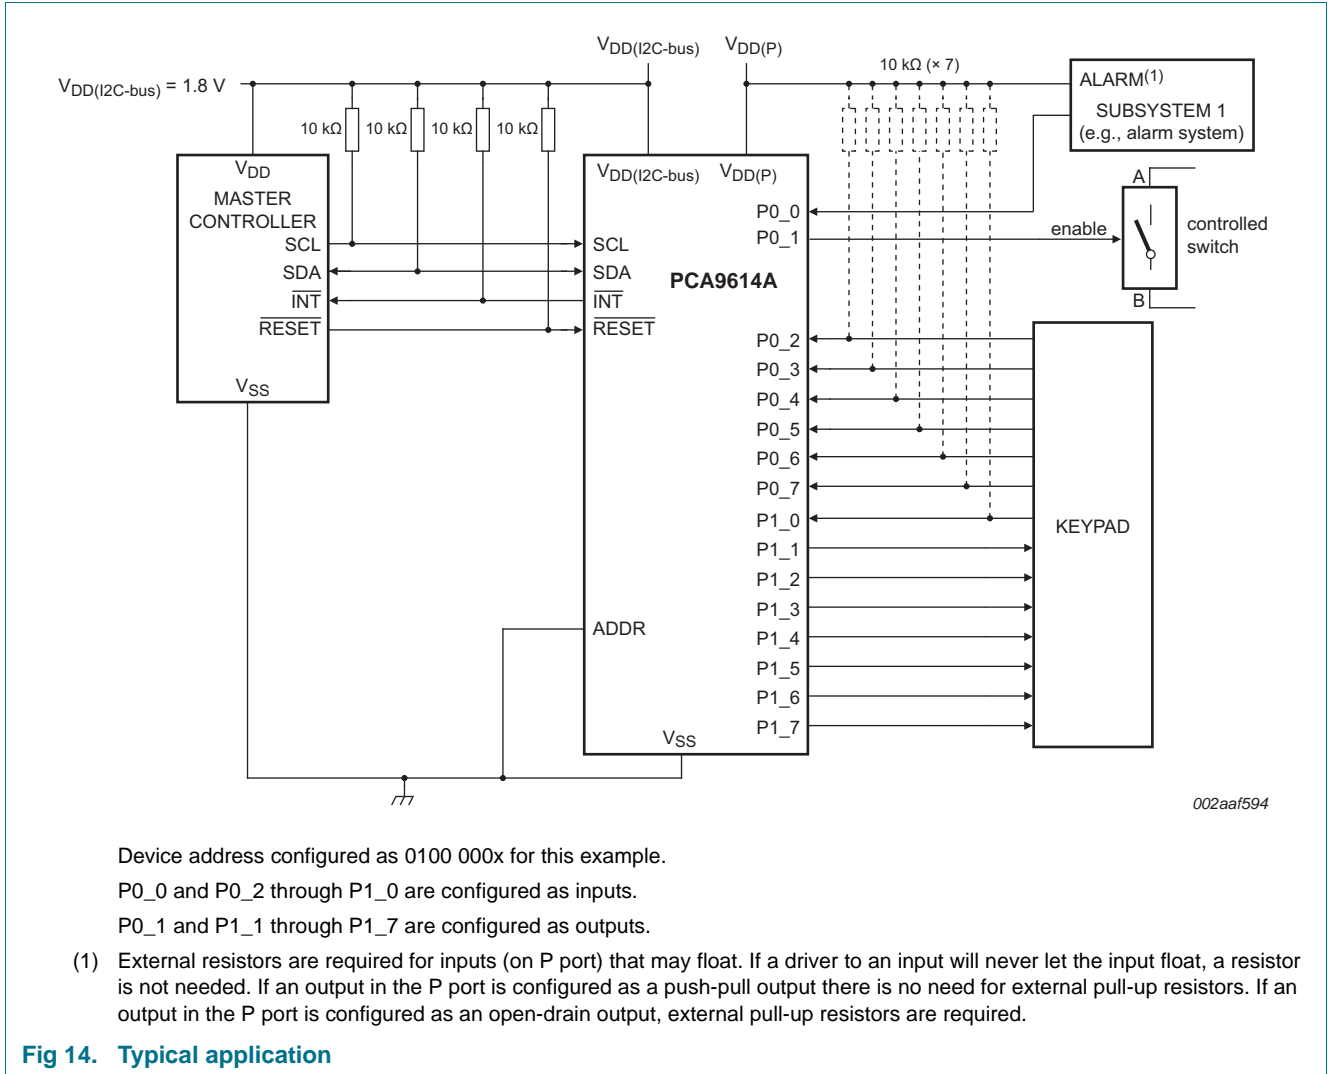 VDD(I2C-bus) VDD(P)
VDD(I2C-bus) = 1.8 V
10 kΩ (× 7)
ALARM(1)
SUBSYSTEM 1
(e.g., alarm system)
10 kΩ 10 kΩ 10 kΩ 10 kΩ
VDD
MASTER
CONTROLLER
SCL
SDA
INT
RESET
VSS
VDD(I2C-bus) VDD(P)
SCL
SDA
INT
RESET
PCA9614A
ADDR
VSS
P0_0
P0_1
P0_2
P0_3
P0_4
P0_5
P0_6
P0_7
P1_0
P1_1
P1_2
P1_3
P1_4
P1_5
P1_6
P1_7
enable
A
B
controlled
switch
KEYPAD
002aaf594
Device address configured as 0100 000x for this example.
P0_0 and P0_2 through P1_0 are configured as inputs.
P0_1 and P1_1 through P1_7 are configured as outputs.
(1) External resistors are required for inputs (on P port) that may float. If a driver to an input will never let the input float, a resistor
is not needed. If an output in the P port is configured as a push-pull output there is no need for external pull-up resistors. If an
output in the P port is configured as an open-drain output, external pull-up resistors are required.
Fig 14. Typical application